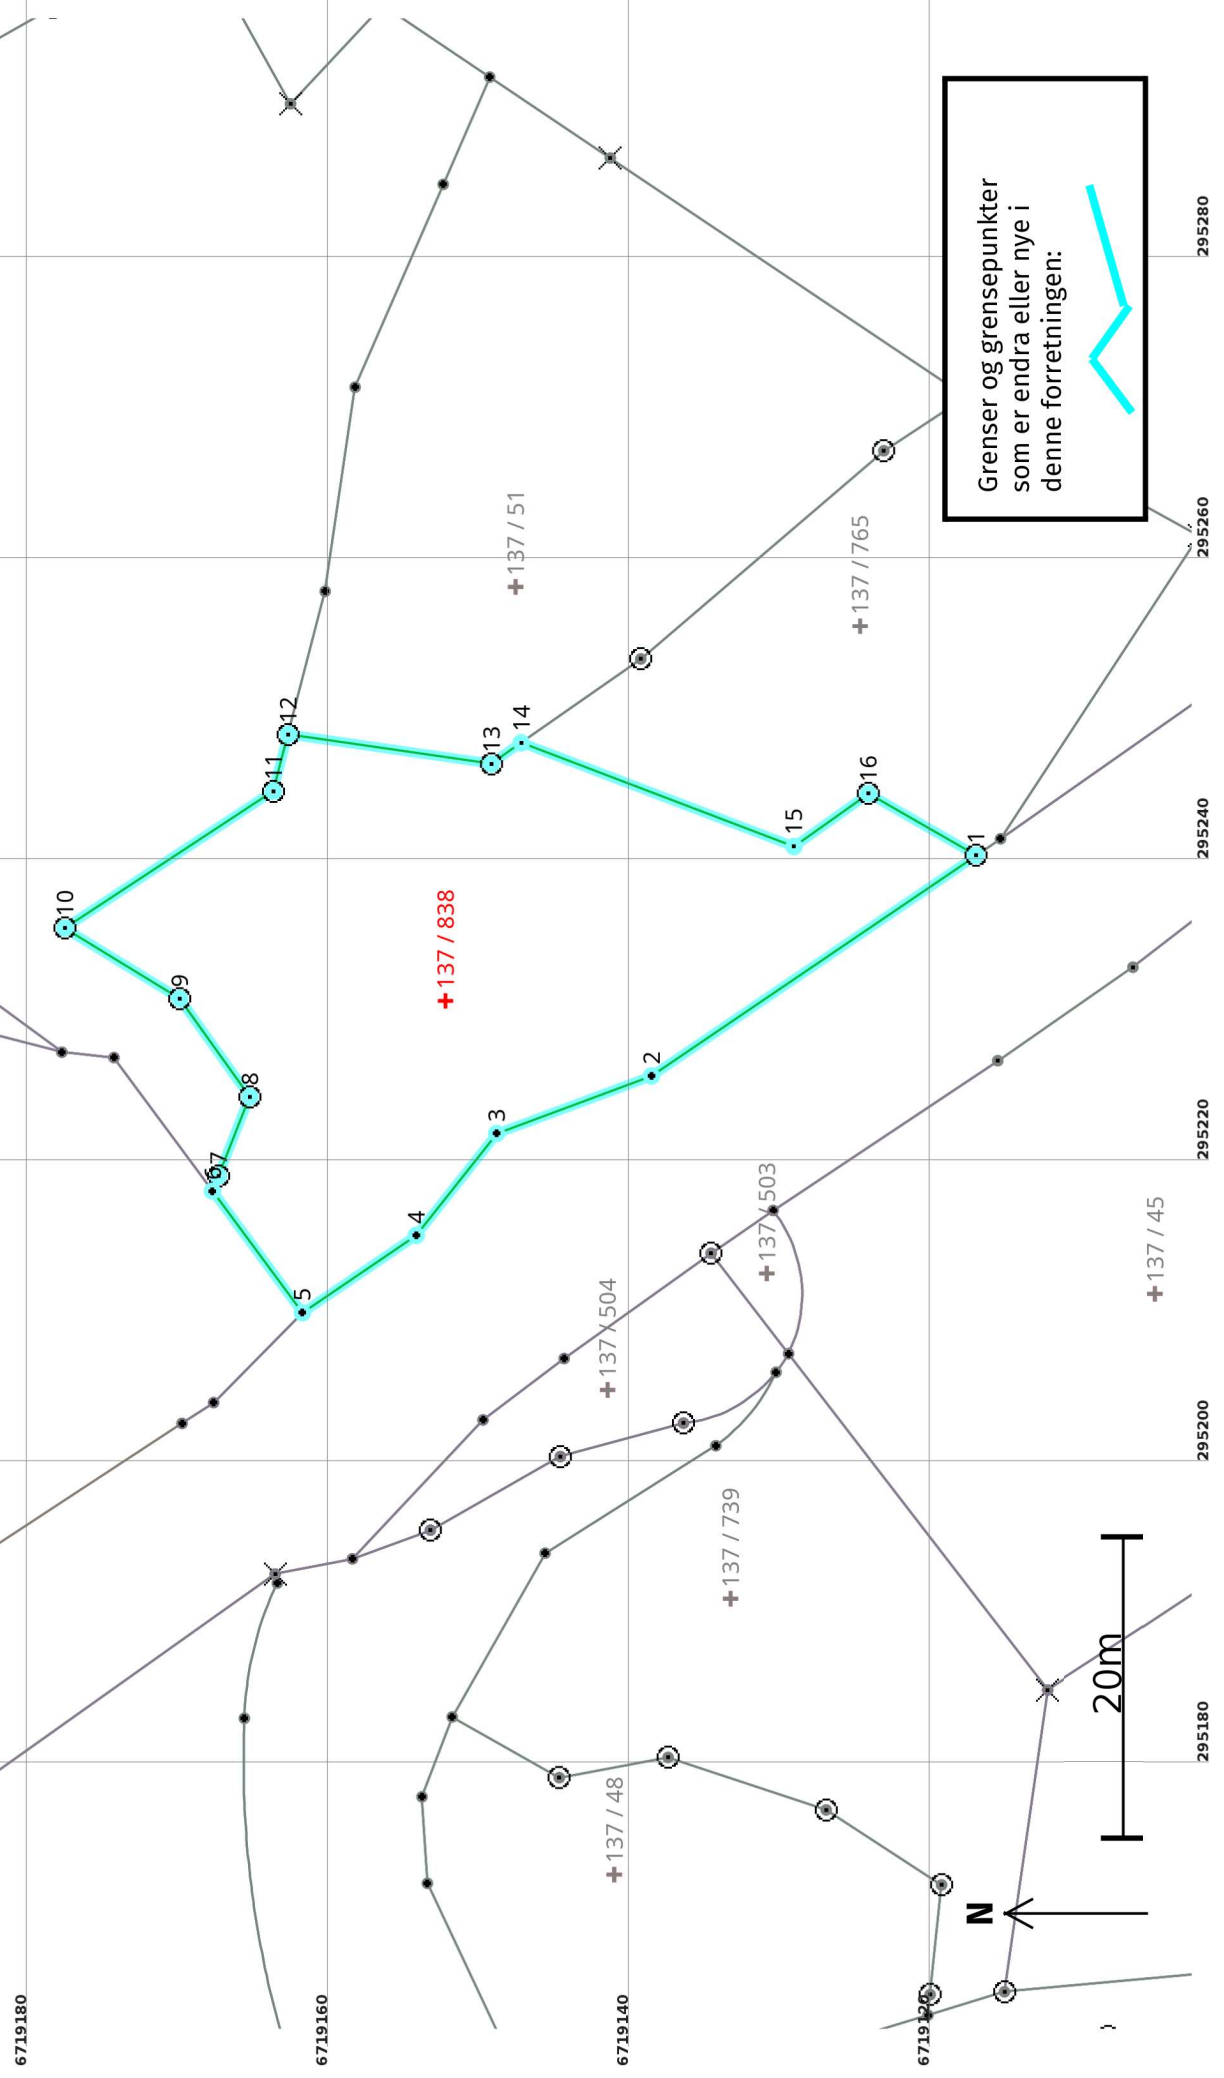 6719180
6719160
6719140
6719120
N
20m
295180
295200
295220
295240
295260
295280
137 / 48
137 / 739
137 / 504
137 / 503
137 / 45
137 / 838
137 / 51
137 / 765
1
2
3
4
5
6
7
8
9
10
11
12
13
14
15
16
Grenser og grensepunkter
som er endra eller nye i
denne forretningen: